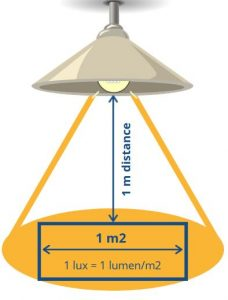 1 m distance
1 m2
1 lux = 1 lumen/m2